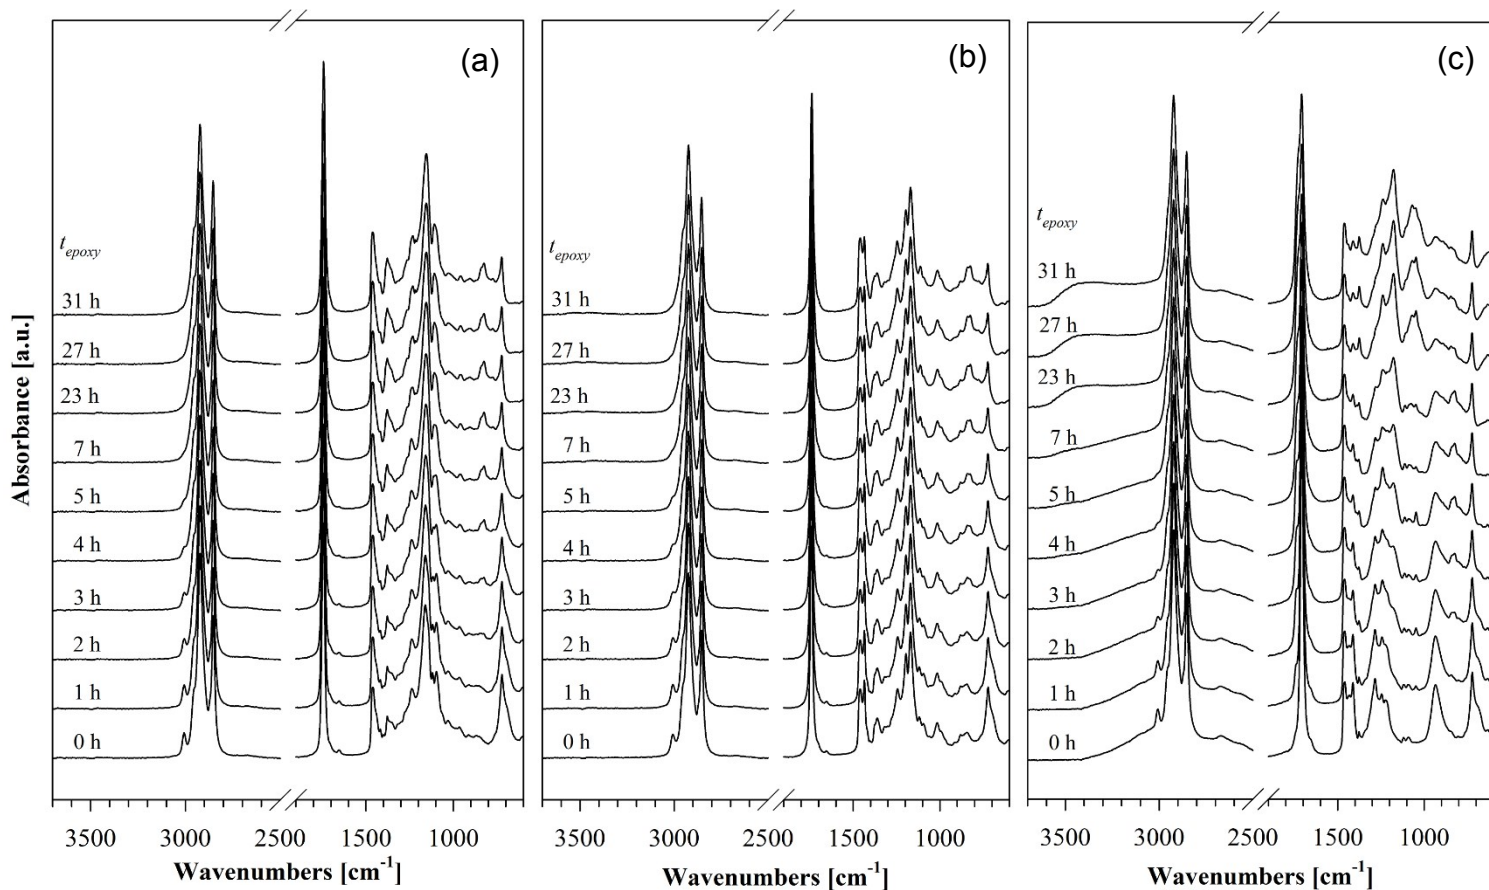 (a)
(b)
(c)
t_epoxy
31 h
27 h
23 h
7 h
5 h
4 h
3 h
2 h
1 h
0 h
t_epoxy
31 h
27 h
23 h
7 h
5 h
4 h
3 h
2 h
1 h
0 h
t_epoxy
31 h
27 h
23 h
7 h
5 h
4 h
3 h
2 h
1 h
0 h
Absorbance [a.u.]
3500 3000 2500 1500 1000
3500 3000 2500 1500 1000
3500 3000 2500 1500 1000
Wavenumbers [cm⁻¹]
Wavenumbers [cm⁻¹]
Wavenumbers [cm⁻¹]